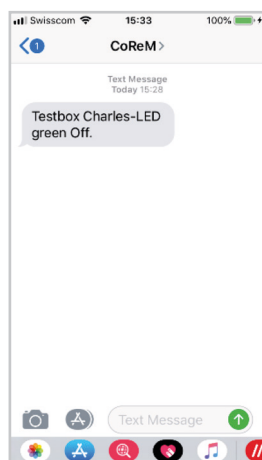 Swisscom 15:33 100%
1 CoReM >
Text Message
Today 15:28
Testbox Charles-LED
green Off.
Text Message